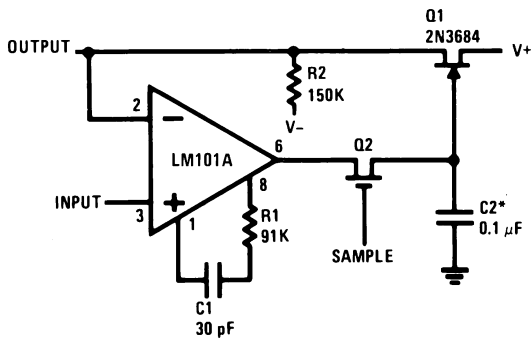 Q1
2N3684
OUTPUT
V+
R2
150K
V−
2
−
LM101A
6
Q2
8
INPUT
+
3
1
R1
91K
C2*
0.1 μF
SAMPLE
C1
30 pF